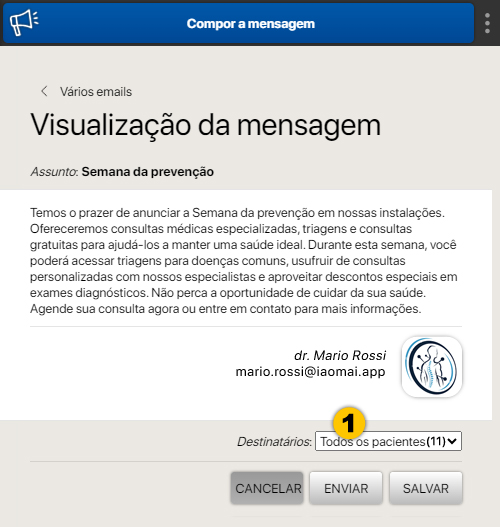 Compor a mensagem
Vários emails
Visualização da mensagem
Assunto: Semana da prevenção
Temos o prazer de anunciar a Semana da prevenção em nossas instalações.
Ofereceremos consultas médicas especializadas, triagens e consultas
gratuitas para ajudá-los a manter uma saúde ideal. Durante esta semana, você
poderá acessar triagens para doenças comuns, usufruir de consultas
personalizadas com nossos especialistas e aproveitar descontos especiais em
exames diagnósticos. Não perca a oportunidade de cuidar da sua saúde.
Agende sua consulta agora ou entre em contato para mais informações.
dr. Mario Rossi
mario.rossi@iaomai.app
1
Destinatários: Todos os pacientes(11)
CANCELAR ENVIAR SALVAR